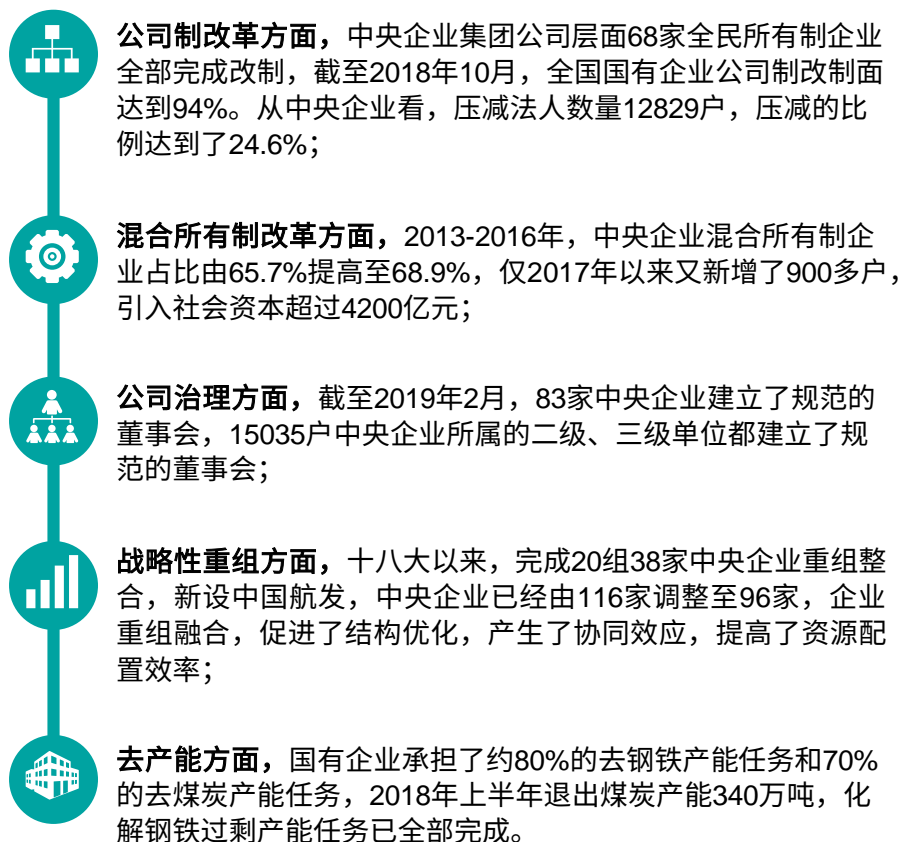 公司制改革方面，中央企业集团公司层面68家全民所有制企业
全部完成改制，截至2018年10月，全国国有企业公司制改制面
达到94%。从中央企业看，压减法人数量12829户，压减的比
例达到了24.6%；
混合所有制改革方面，2013-2016年，中央企业混合所有制企
业占比由65.7%提高至68.9%，仅2017年以来又新增了900多户，
引入社会资本超过4200亿元；
公司治理方面，截至2019年2月，83家中央企业建立了规范的
董事会，15035户中央企业所属的二级、三级单位都建立了规
范的董事会；
战略性重组方面，十八大以来，完成20组38家中央企业重组整
合，新设中国航发，中央企业已经由116家调整至96家，企业
重组融合，促进了结构优化，产生了协同效应，提高了资源配
置效率；
去产能方面，国有企业承担了约80%的去钢铁产能任务和70%
的去煤炭产能任务，2018年上半年退出煤炭产能340万吨，化
解钢铁过剩产能任务已全部完成。